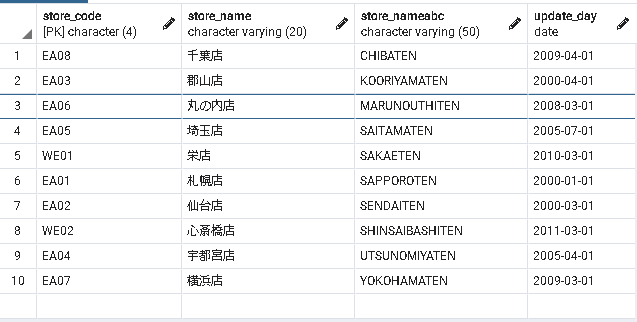 store_code store_name store_nameabc update_day
[PK] character (4) character varying (20) character varying (50) date
1 EA08 千葉店 CHIBATEN 2009-04-01
2 EA03 郡山店 KOORIYAMATEN 2000-04-01
3 EA06 丸の内店 MARUNOUTHITEN 2008-03-01
4 EA05 埼玉店 SAITAMATEN 2005-07-01
5 WE01 栄店 SAKAETEN 2010-03-01
6 EA01 札幌店 SAPPOROTEN 2000-01-01
7 EA02 仙台店 SENDAITEN 2000-03-01
8 WE02 心斎橋店 SHINSAIBASHITEN 2011-03-01
9 EA04 宇都宮店 UTSUNOMIYATEN 2005-04-01
10 EA07 横浜店 YOKOHAMATEN 2009-03-01